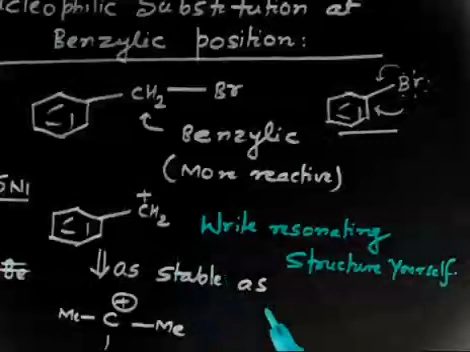 Nucleophilic Substitution at
Benzylic position:
CH2 — Br
Br
Benzylic
(More reactive)
SN1
+
CH2
Write resonating
Structure Yourself.
as stable as
+
Me — C — Me